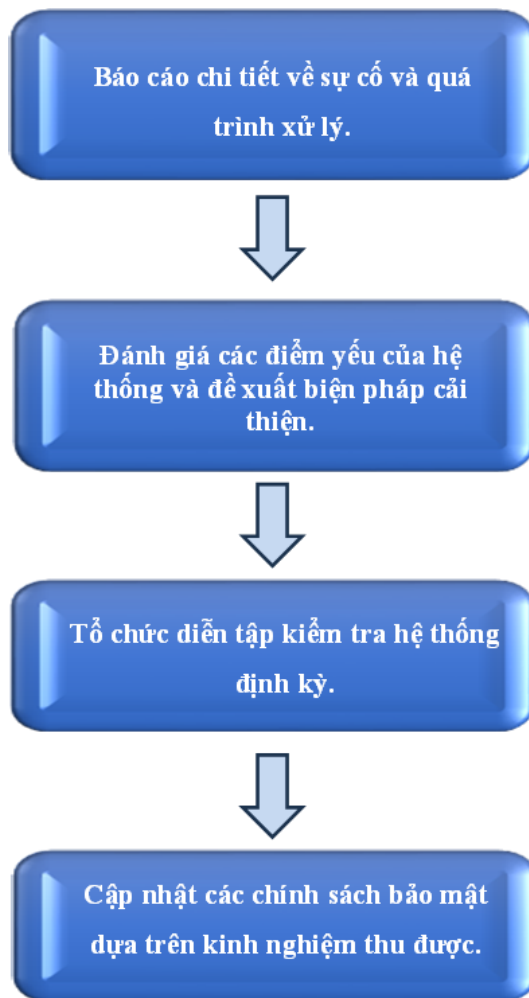 Báo cáo chi tiết về sự cố và quá
trình xử lý.
Đánh giá các điểm yếu của hệ
thống và đề xuất biện pháp cải
thiện.
Tổ chức diễn tập kiểm tra hệ thống
định kỳ.
Cập nhật các chính sách bảo mật
dựa trên kinh nghiệm thu được.